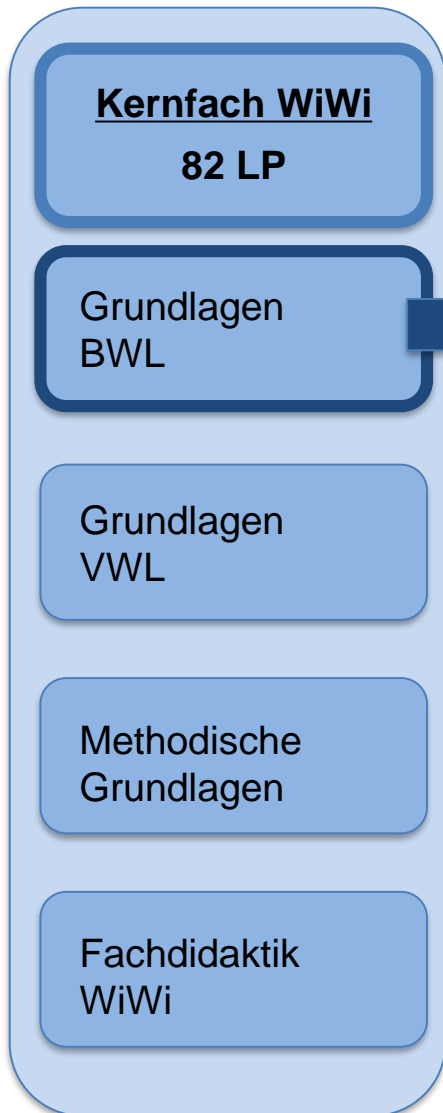 Kernfach WiWi
82 LP
Grundlagen
BWL
Grundlagen
VWL
Methodische
Grundlagen
Fachdidaktik
WiWi